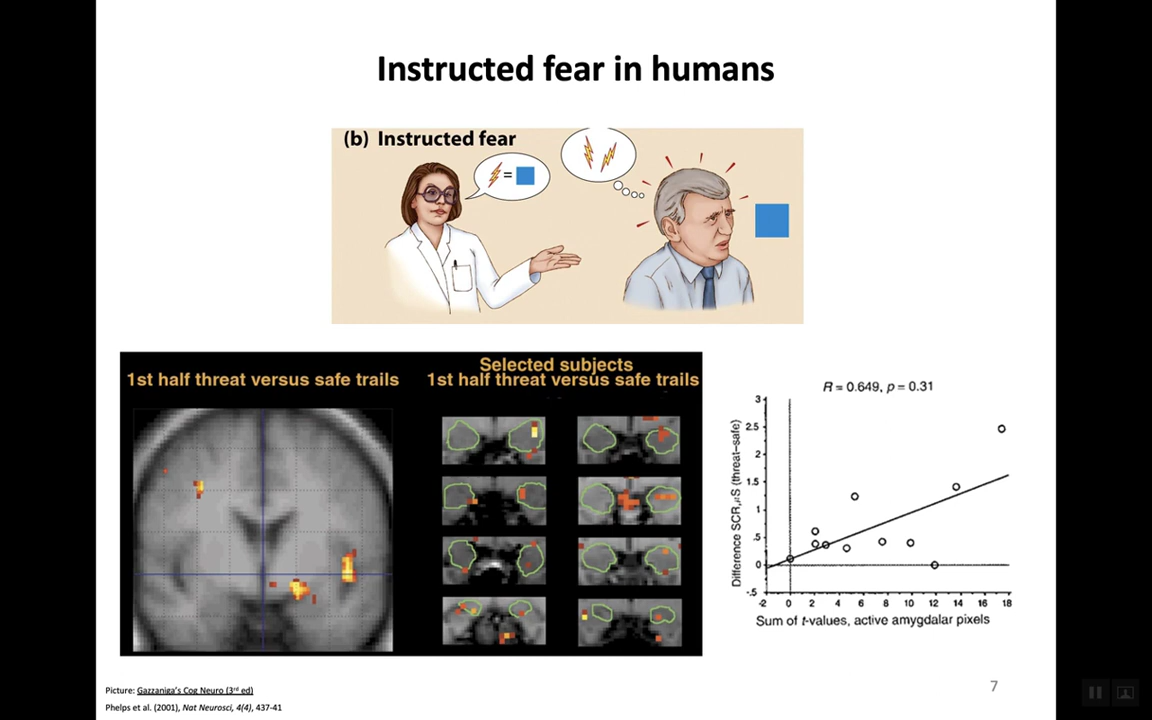 Instructed fear in humans
(b) Instructed fear
=
1st half threat versus safe trails
Selected subjects
1st half threat versus safe trails
R = 0.649, p = 0.31
Difference SCR,µS (threat–safe)
3
2.5
2
1.5
1
.5
0
-.5
-2 0 2 4 6 8 10 12 14 16 18
Sum of t-values, active amygdalar pixels
Picture: Gazzaniga's Cog Neuro (3rd ed)
Phelps et al. (2001), Nat Neurosci, 4(4), 437-41
7